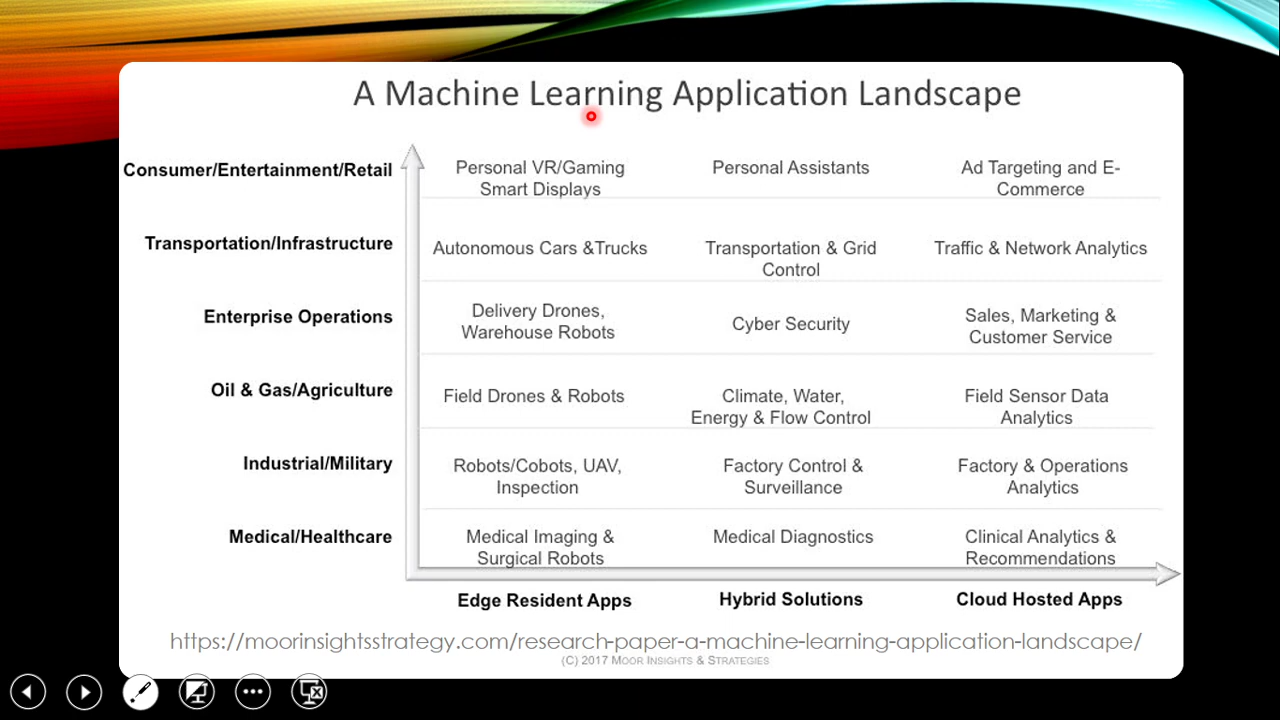 A Machine Learning Application Landscape
Consumer/Entertainment/Retail
Personal VR/Gaming
Smart Displays
Personal Assistants
Ad Targeting and E-
Commerce
Transportation/Infrastructure
Autonomous Cars &Trucks
Transportation & Grid
Control
Traffic & Network Analytics
Enterprise Operations
Delivery Drones,
Warehouse Robots
Cyber Security
Sales, Marketing &
Customer Service
Oil & Gas/Agriculture
Field Drones & Robots
Climate, Water,
Energy & Flow Control
Field Sensor Data
Analytics
Industrial/Military
Robots/Cobots, UAV,
Inspection
Factory Control &
Surveillance
Factory & Operations
Analytics
Medical/Healthcare
Medical Imaging &
Surgical Robots
Medical Diagnostics
Clinical Analytics &
Recommendations
Edge Resident Apps
Hybrid Solutions
Cloud Hosted Apps
https://moorinsightsstrategy.com/research-paper-a-machine-learning-application-landscape/
(C) 2017 MOOR INSIGHTS & STRATEGIES